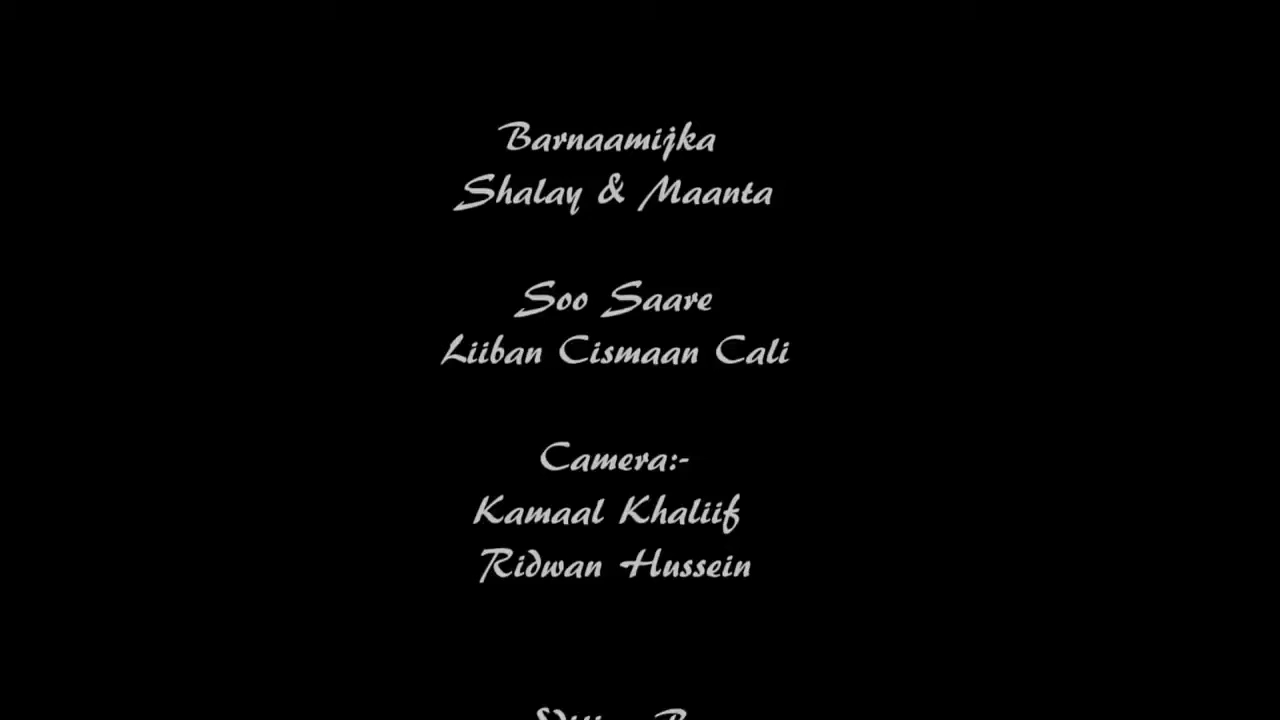 Barnaamijka
Shalay & Maanta
Soo Saare
Liiban Cismaan Cali
Camera:-
Kamaal Khaliif
Ridwan Hussein